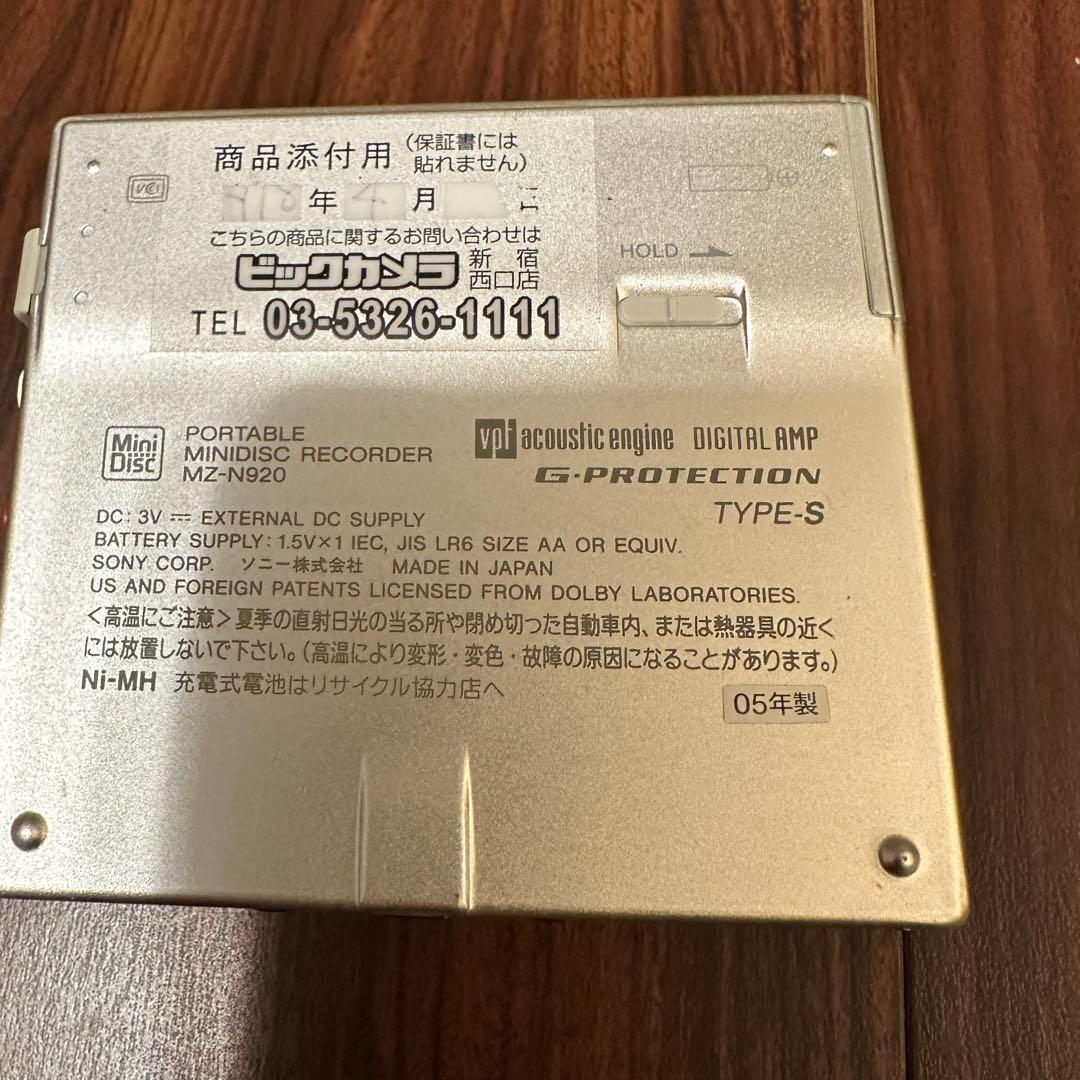 商品添付用 (保証書には
貼れません)
年 月 日
こちらの商品に関するお問い合わせは
ビックカメラ 新宿
西口店
TEL 03-5326-1111
VCI
HOLD
Mini
Disc
PORTABLE
MINIDISC RECORDER
MZ-N920
vpt acoustic engine DIGITAL AMP
G-PROTECTION
TYPE-S
DC: 3V EXTERNAL DC SUPPLY
BATTERY SUPPLY: 1.5V×1 IEC, JIS LR6 SIZE AA OR EQUIV.
SONY CORP. ソニー株式会社 MADE IN JAPAN
US AND FOREIGN PATENTS LICENSED FROM DOLBY LABORATORIES.
<高温にご注意>夏季の直射日光の当る所や閉め切った自動車内、または熱器具の近く
には放置しないで下さい。(高温により変形・変色・故障の原因になることがあります。)
Ni-MH 充電式電池はリサイクル協力店へ
05年製